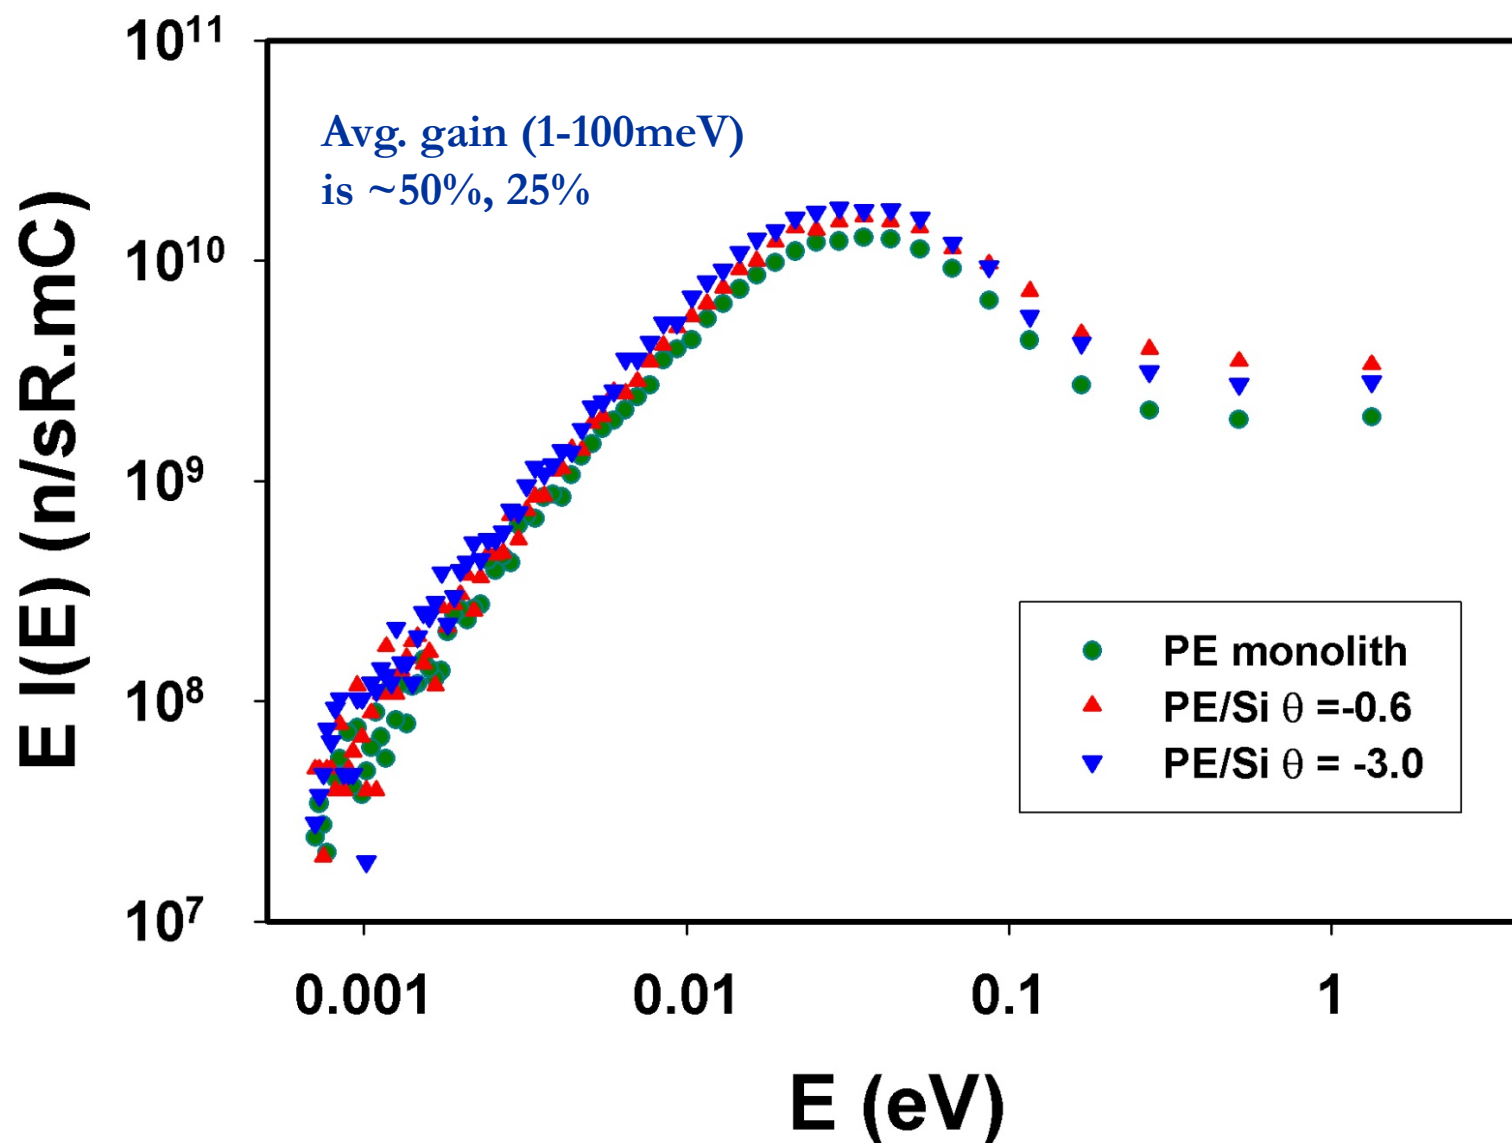 10¹¹
Avg. gain (1-100meV)
is ~50%, 25%
10¹⁰
10⁹
10⁸
10⁷
E I(E) (n/sR.mC)
PE monolith
PE/Si θ =-0.6
PE/Si θ = -3.0
0.001 0.01 0.1 1
E (eV)